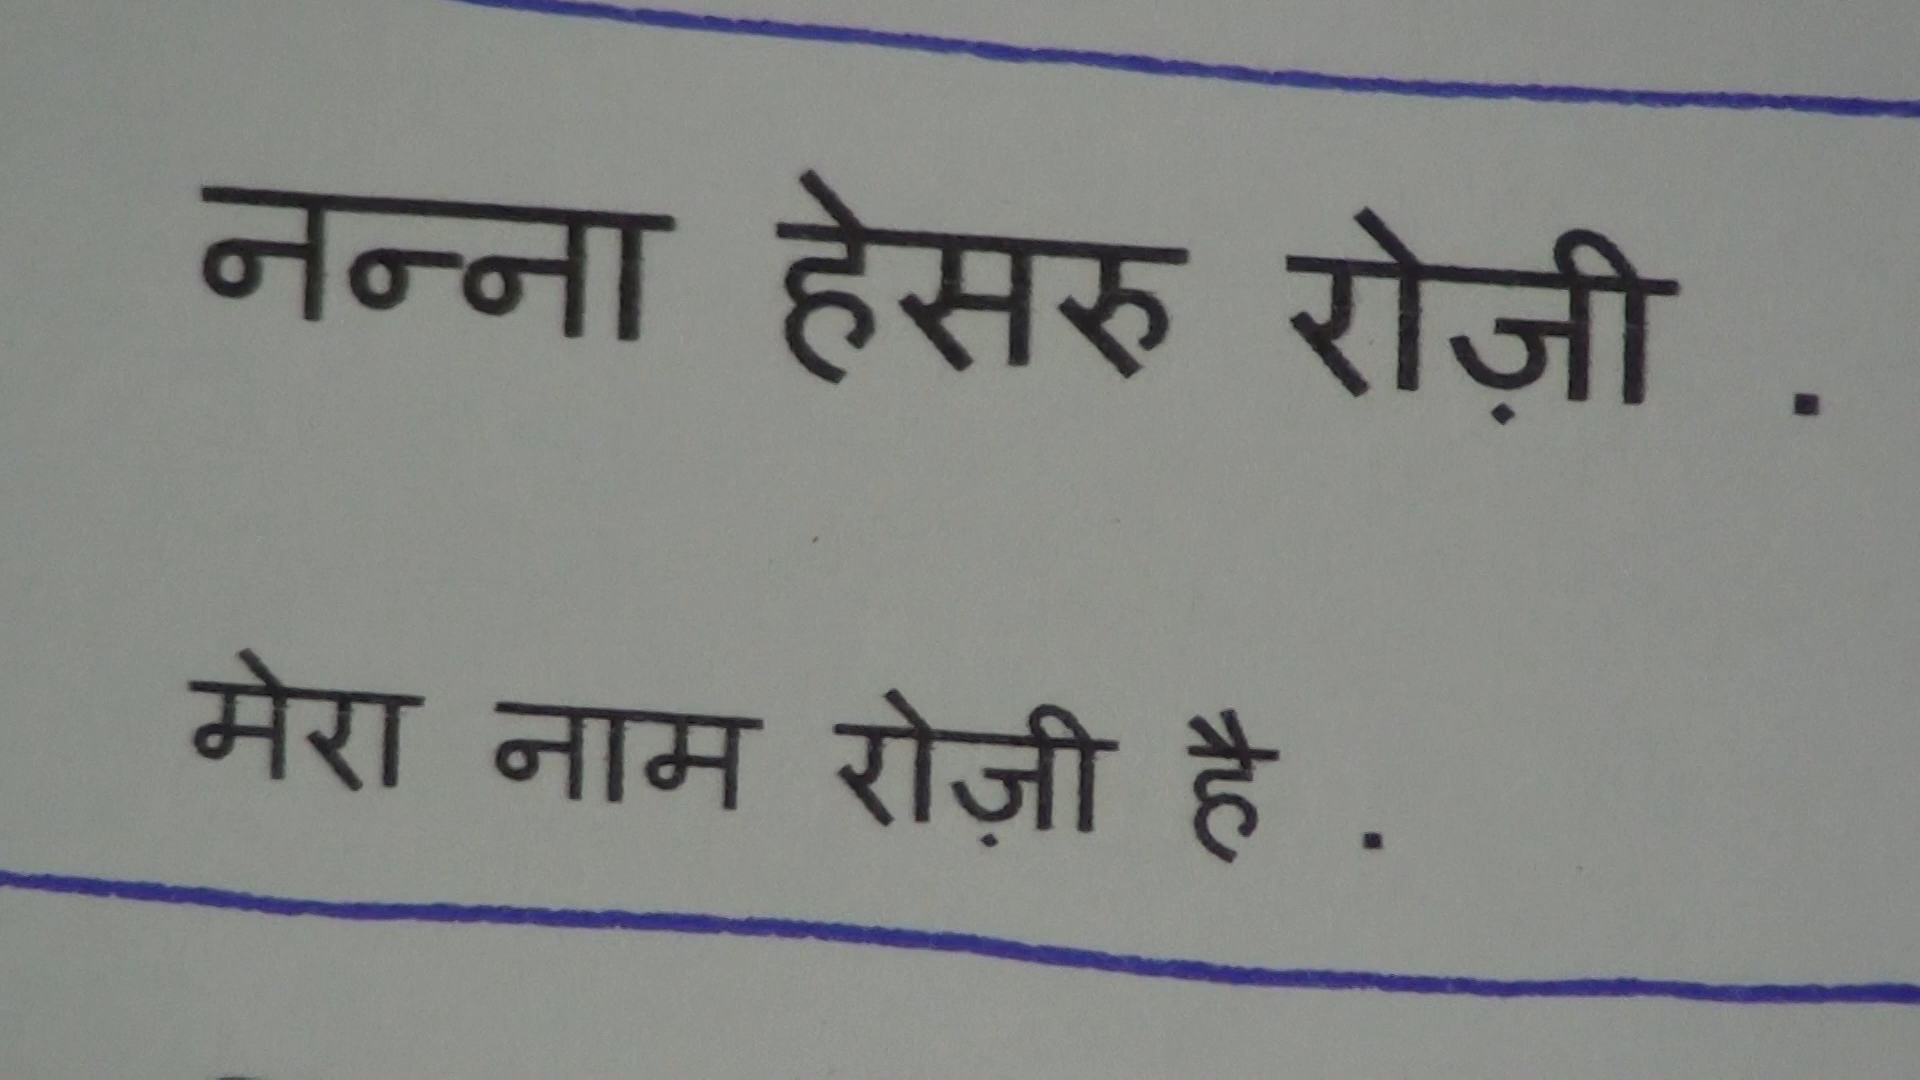 नन्ना हेसरु रोज़ी .
मेरा नाम रोज़ी है .